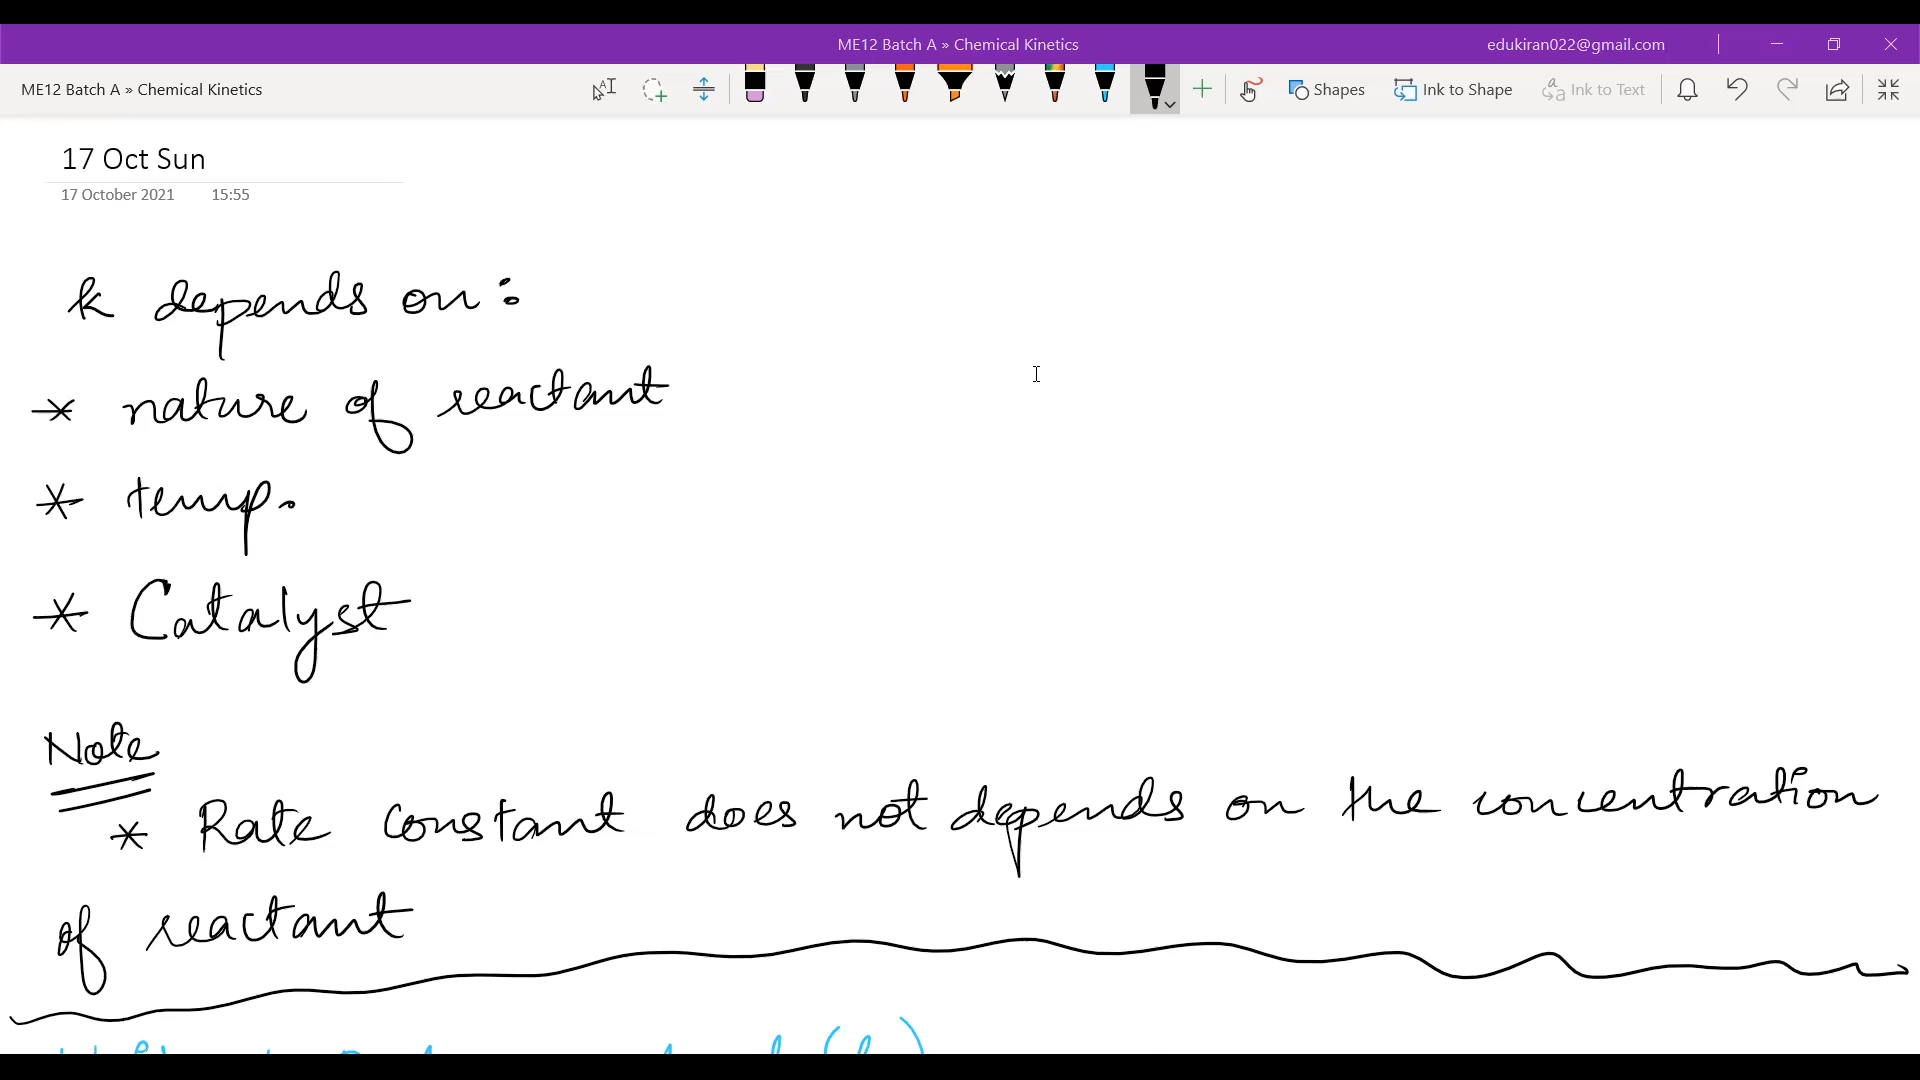 ME12 Batch A » Chemical Kinetics
edukiran022@gmail.com
ME12 Batch A » Chemical Kinetics
Shapes
Ink to Shape
Ink to Text
17 Oct Sun
17 October 2021 15:55
k depends on :
* nature of reactant
* temp.
* Catalyst
Note
* Rate constant does not depends on the concentration
of reactant